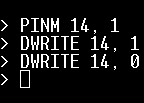 > PINM 14, 1
> DWRITE 14, 1
> DWRITE 14, 0
>